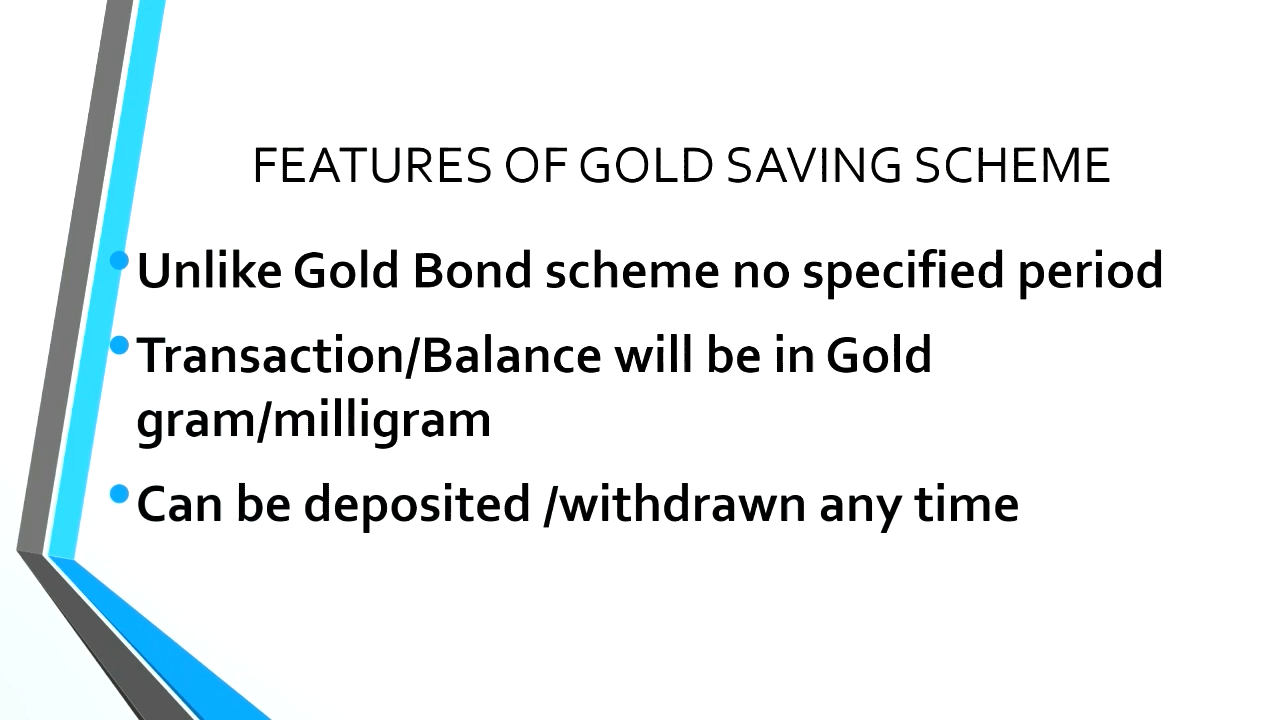 FEATURES OF GOLD SAVING SCHEME
• Unlike Gold Bond scheme no specified period
• Transaction/Balance will be in Gold
gram/milligram
• Can be deposited /withdrawn any time